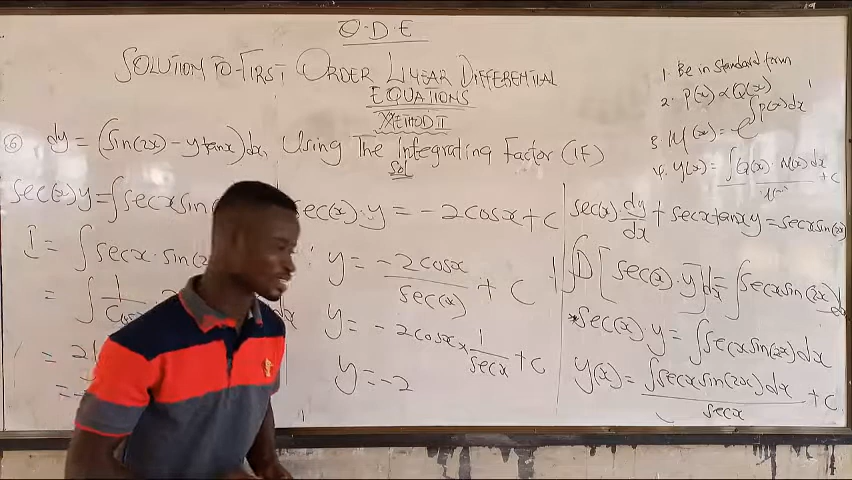 O.D.E
SOLUTION TO FIRST ORDER LINEAR DIFFERENTIAL
EQUATIONS
METHOD II
⑥ dy = (sin(2x) - y tanx)dx, Using The Integrating Factor (IF)
Sol
1. Be in standard form
2. P(x) ∝ Q(x)
3. M(x) = e^∫P(x)dx
4. y(x) = ∫Q(x)·M(x)dx + C
sec(x)y = ∫secxsin
I = ∫secx·sin(2x)
= ∫ 1
= 2
= -
sec(x)·y = -2cosx + C
y = -2cosx / sec(x) + C
y = -2cosx × 1/secx + C
y = -2
sec(x) dy/dx + secxtanxy = secxsin(2x)
∫D[sec(x)·y]dx = ∫secxsin(2x)dx
*sec(x)·y = ∫secxsin(2x)dx
y(x) = ∫secxsin(2x)dx / secx + C